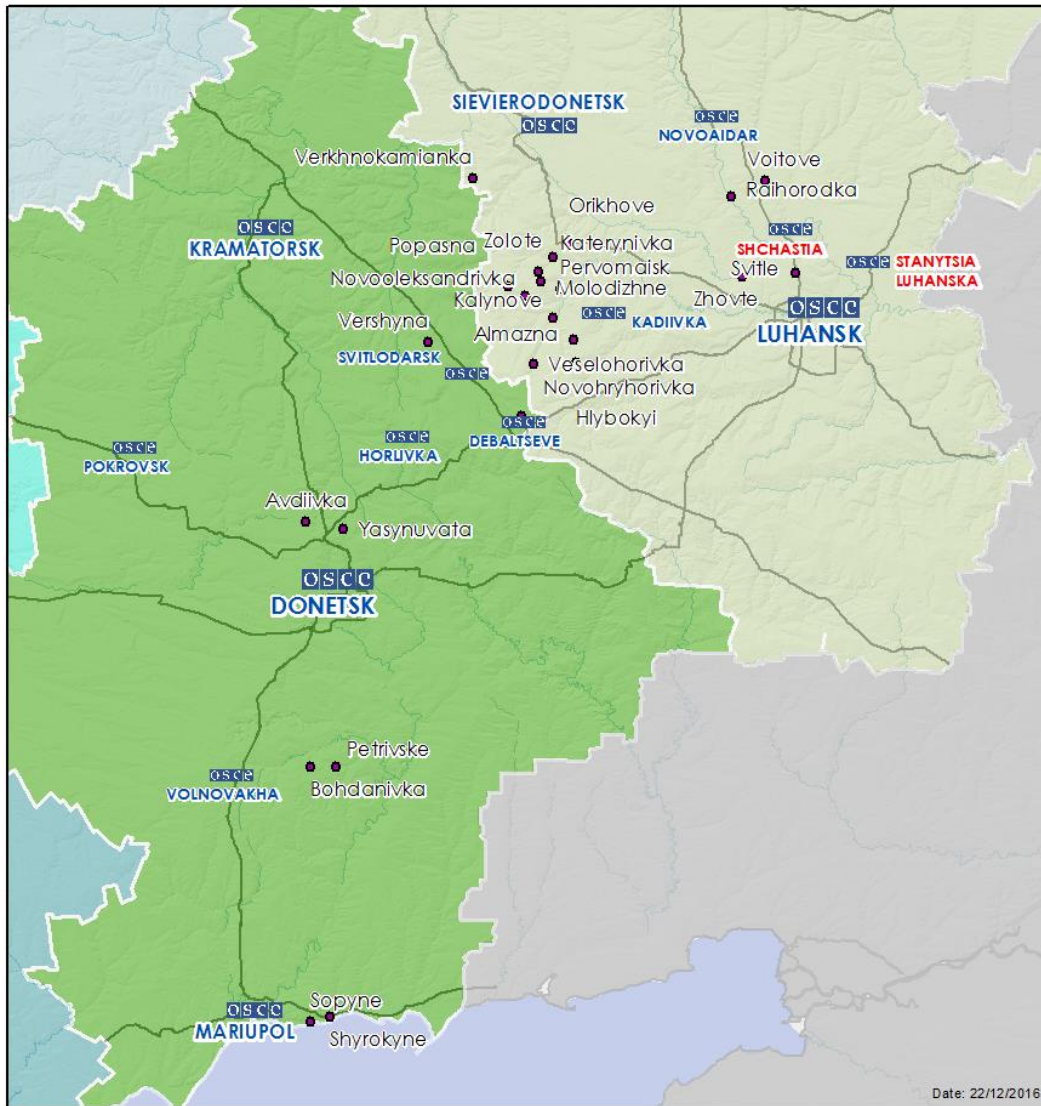 SIEVIERODONETSK
OSCE
OSCE
NOVOAIDAR
Verkhnokamianka
Voitove
Raihorodka
Orikhove
OSCE
KRAMATORSK
Popasna
Zolote
Katerynivka
SHCHASTIA
Pervomaisk
Novooleksandrivka
Svitle
OSCE
STANYTSIA
LUHANSKA
Molodizhne
Kalynove
Zhovte
OSCE
LUHANSK
OSCE
KADIIVKA
Vershyna
SVITLODARSK
OSCE
Almazna
Veselohorivka
Novohryhorivka
Hlybokyi
OSCE
DEBALTSEVE
OSCE
HORLIVKA
OSCE
POKROVSK
Avdiivka
Yasynuvata
OSCE
DONETSK
Petrivske
Bohdanivka
OSCE
VOLNOVAKHA
OSCE
MARIUPOL
Sopyne
Shyrokyne
Date: 22/12/2016